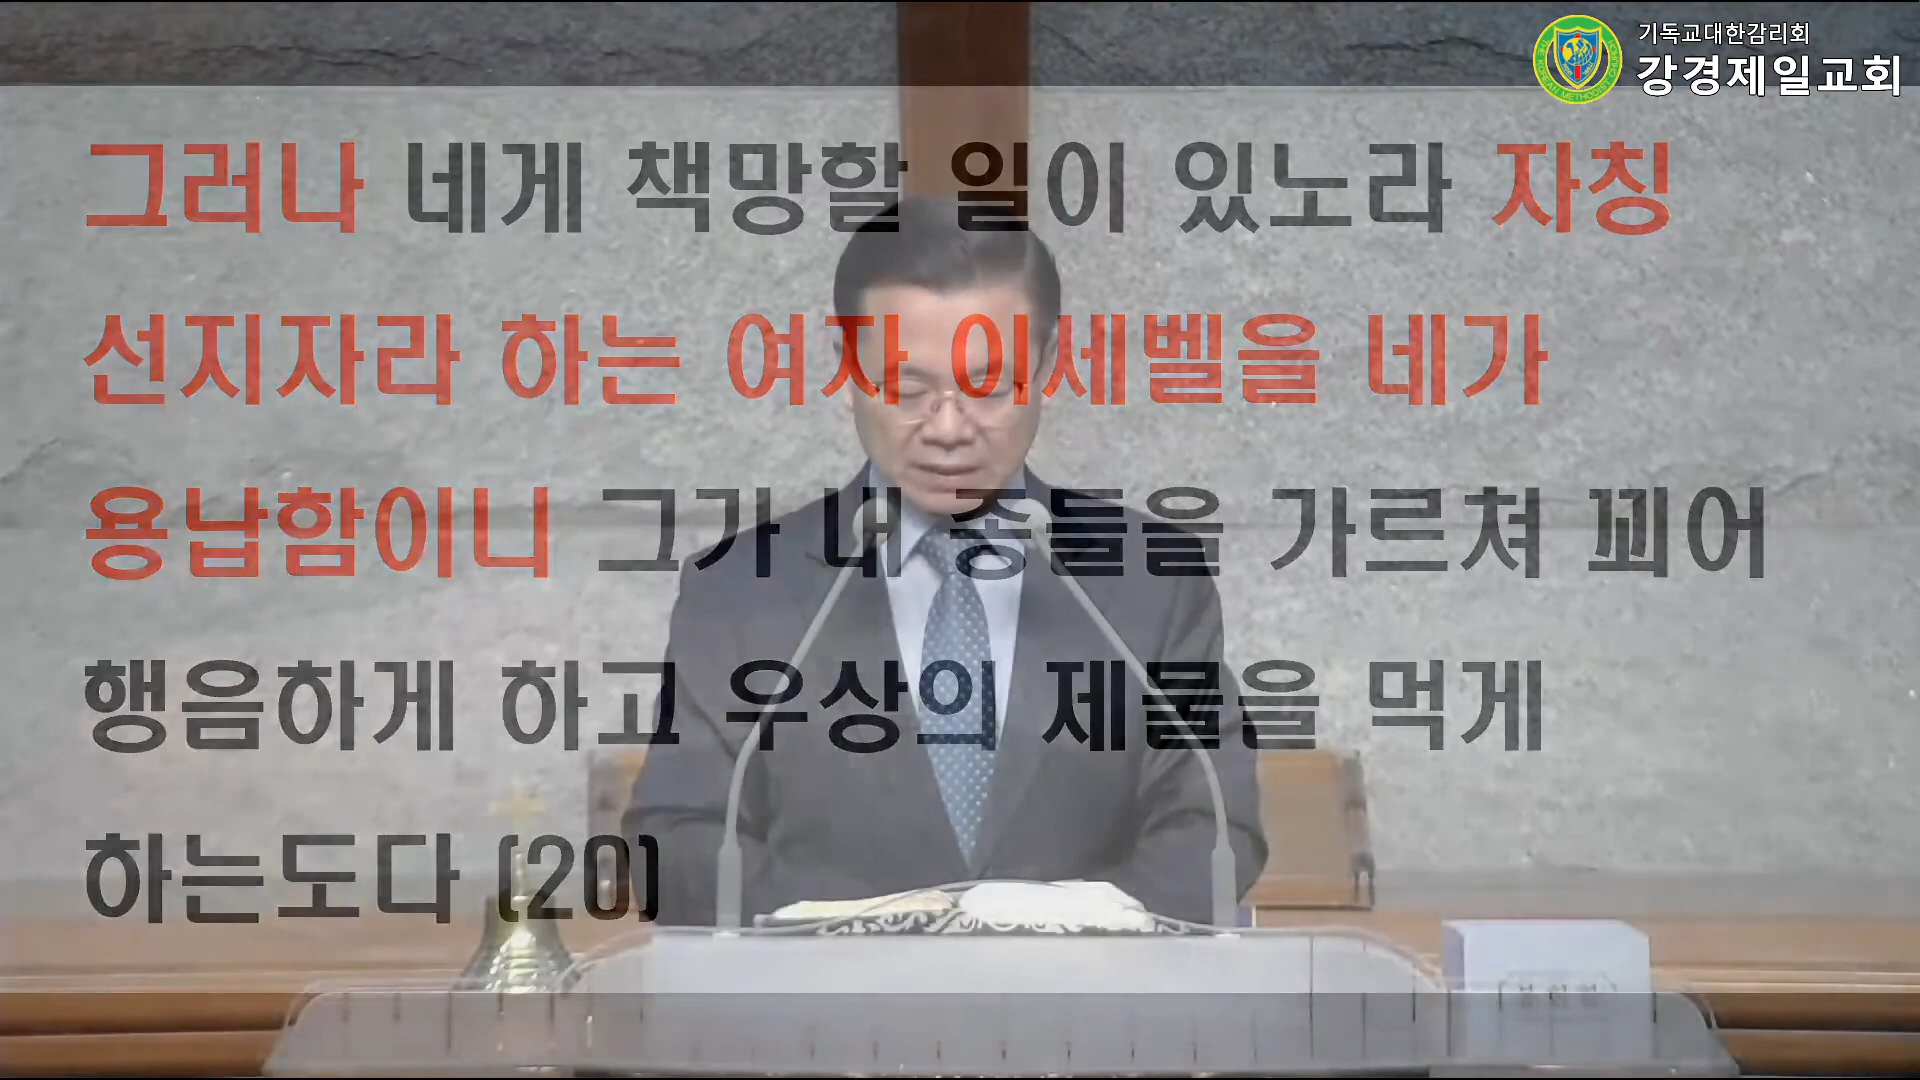 기독교대한감리회
강경제일교회
THE KOREAN METHODIST CHURCH
그러나 네게 책망할 일이 있노라 자칭
선지자라 하는 여자 이세벨을 네가
용납함이니 그가 내 종들을 가르쳐 꾀어
행음하게 하고 우상의 제물을 먹게
하는도다 (20)